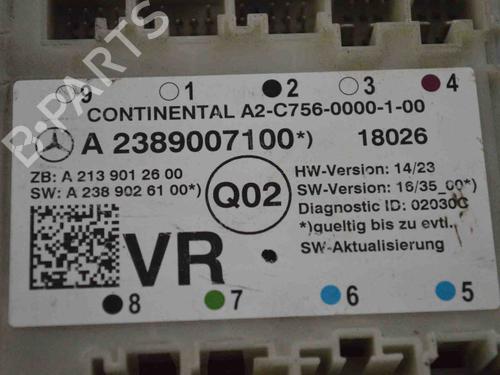 B-PARTS
9 1 2 3 4
CONTINENTAL A2-C756-0000-1-00
A 2389007100*) 18026
ZB: A 213 901 26 00
SW: A 238 902 61 00*)
Q02
HW-Version: 14/23
SW-Version: 16/35_00*)
Diagnostic ID: 02030C
*)gueltig bis zu evtl.
SW-Aktualisierung
VR
8 7 6 5